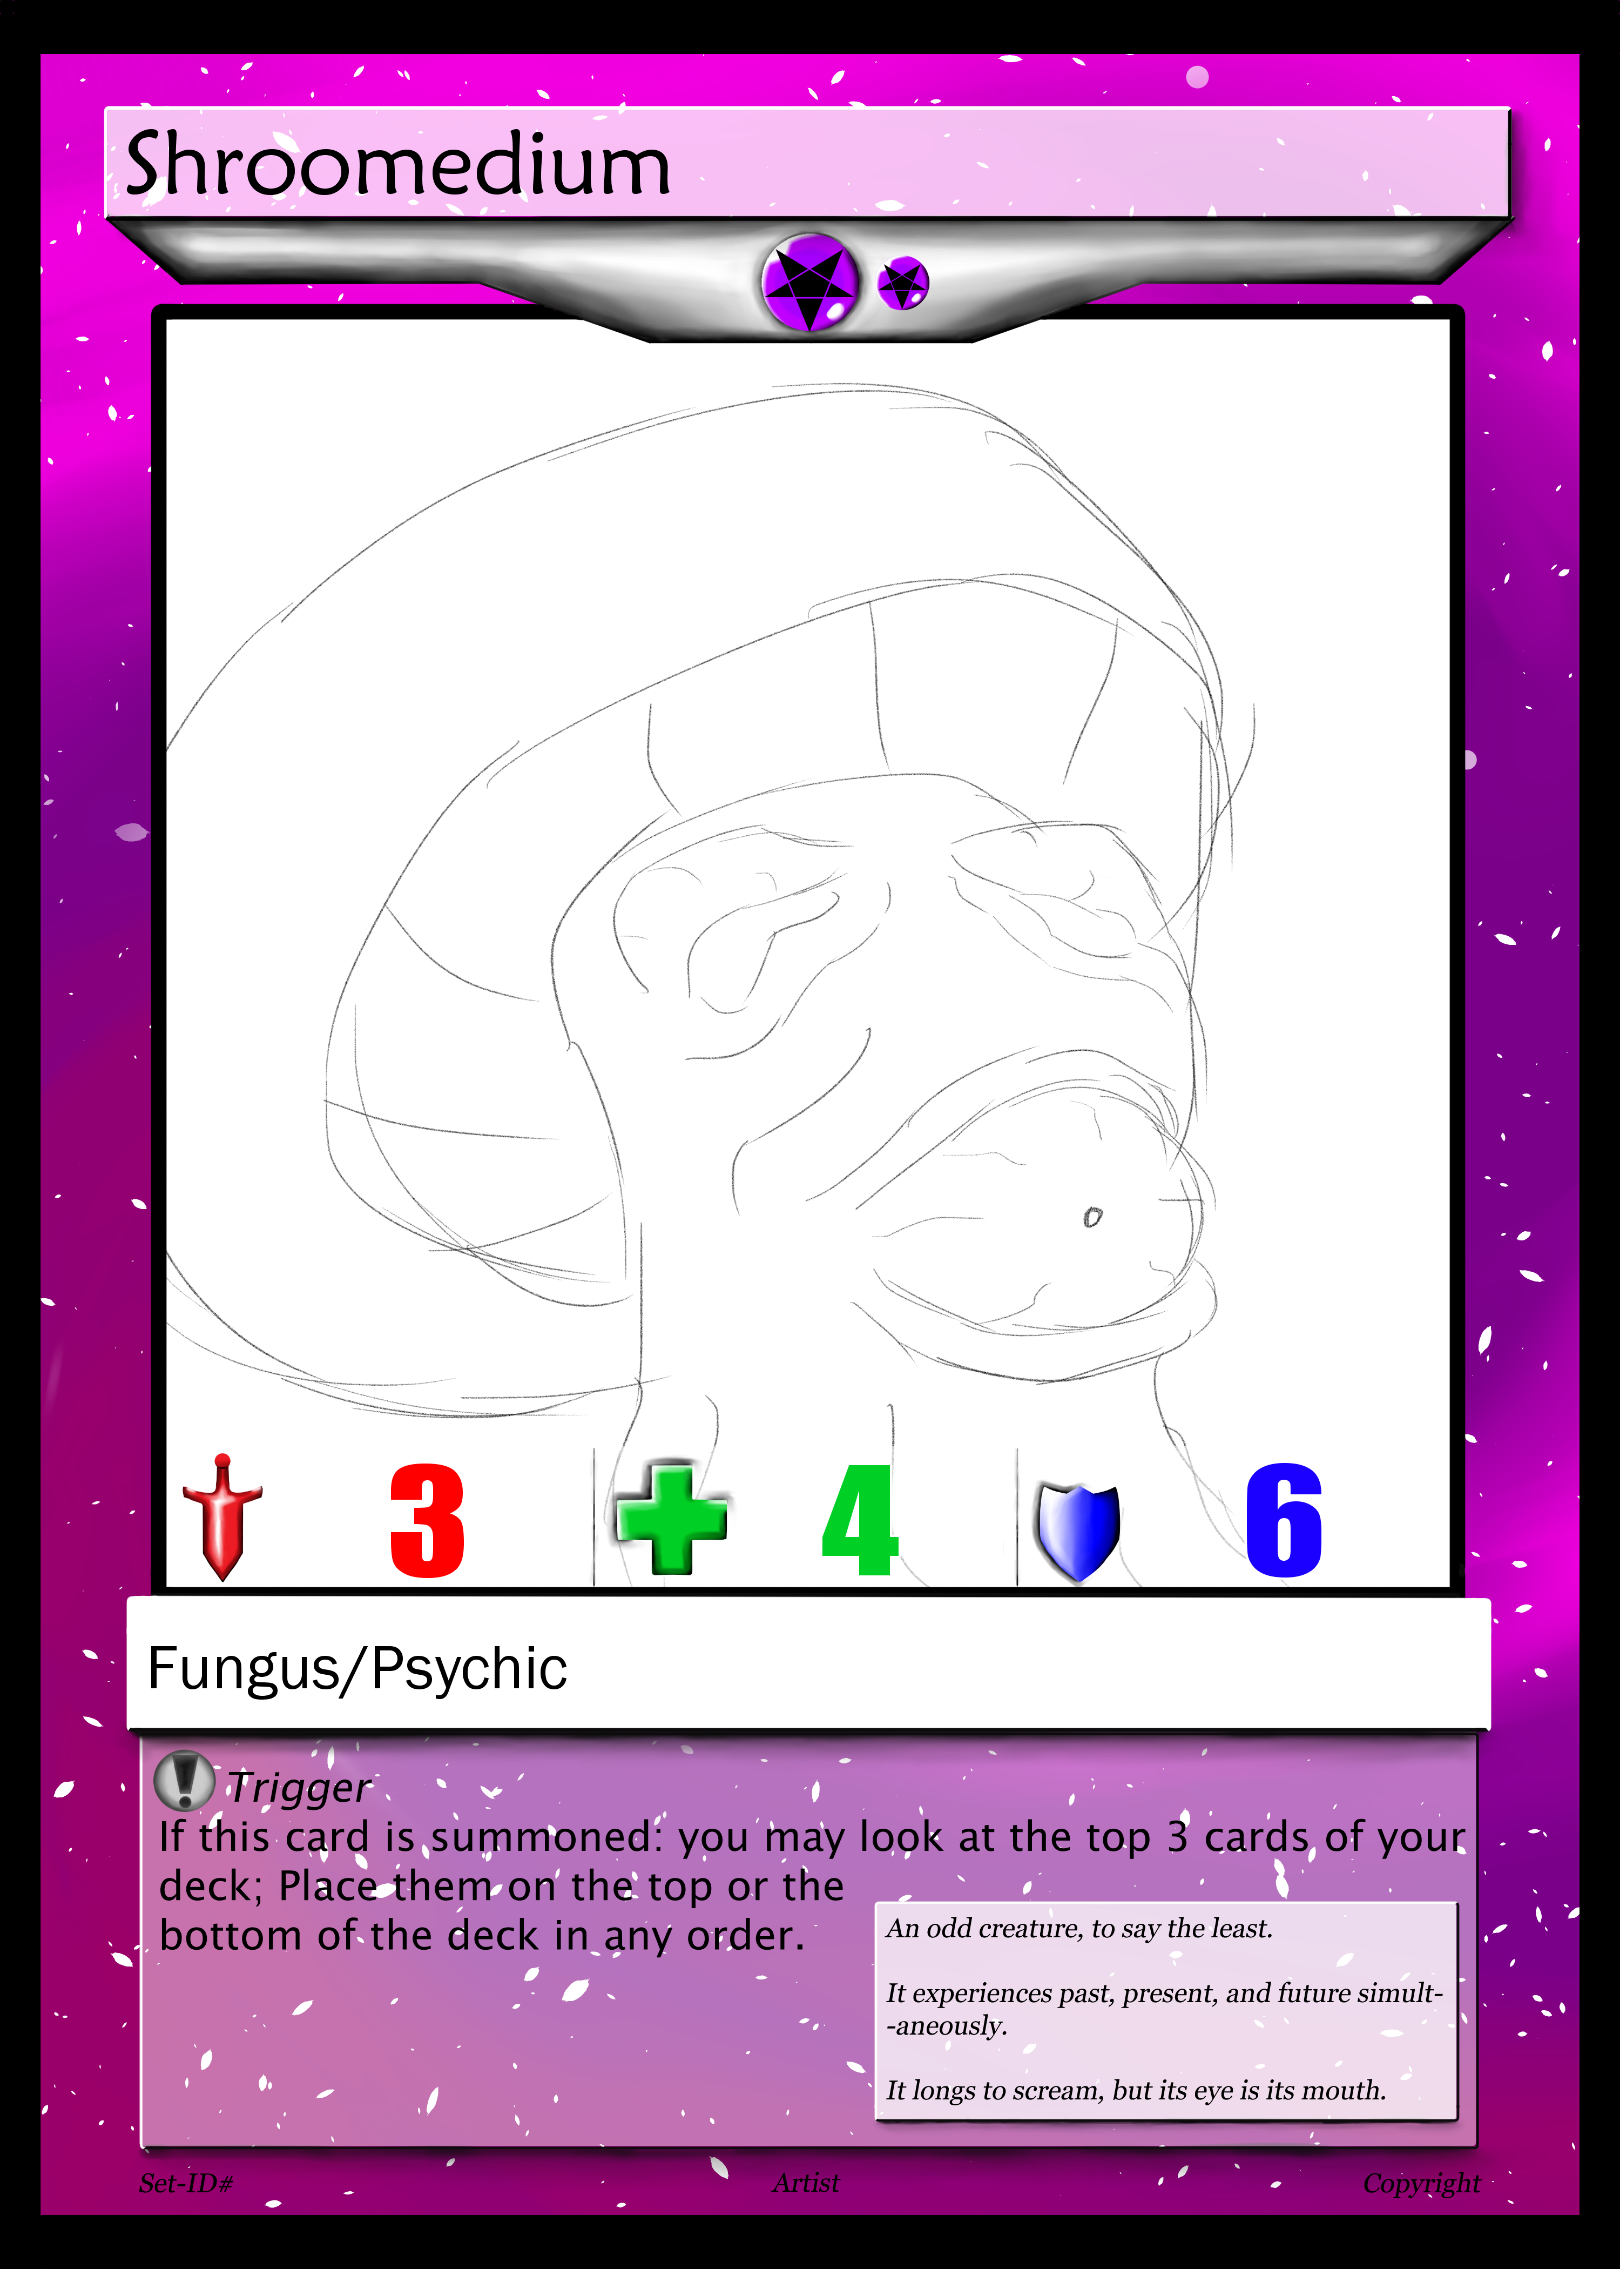 Shroomedium
3
4
6
Fungus/Psychic
! Trigger
If this card is summoned: you may look at the top 3 cards of your
deck; Place them on the top or the
bottom of the deck in any order.
An odd creature, to say the least.
It experiences past, present, and future simult-
-aneously.
It longs to scream, but its eye is its mouth.
Set-ID#
Artist
Copyright